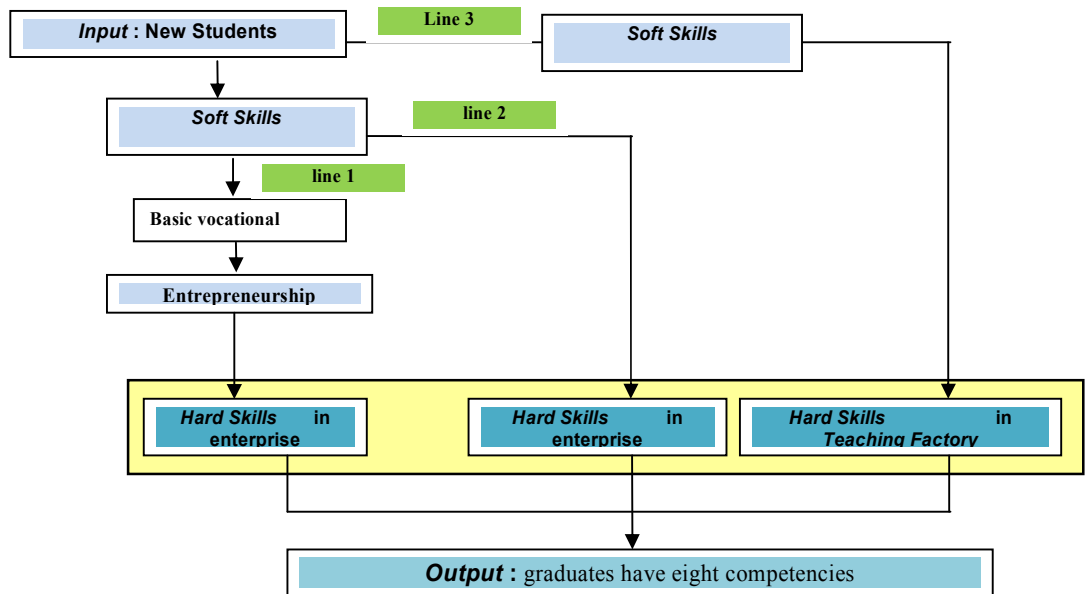 Line 3
Input : New Students
Soft Skills
line 2
Soft Skills
line 1
Basic vocational
Entrepreneurship
Hard Skills in
enterprise
Hard Skills in
enterprise
Hard Skills in
Teaching Factory
Output : graduates have eight competencies